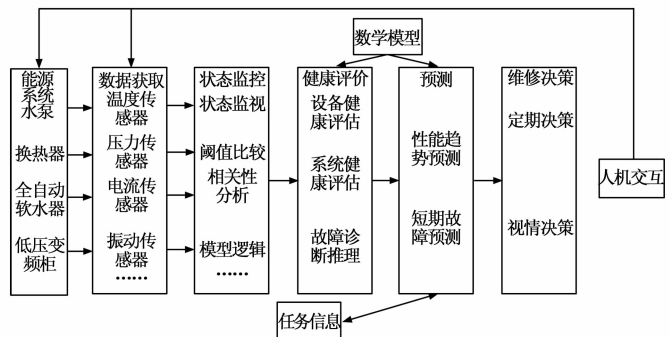 数学模型
能源
系统
水泵
换热器
全自动
软水器
低压变
频柜
数据获取
温度传
感器
压力传
感器
电流传
感器
振动传
感器
……
状态监控
状态监视
阈值比较
相关性
分析
模型逻辑
……
健康评价
设备健
康评估
系统健
康评估
故障诊
断推理
预测
性能趋
势预测
短期故
障预测
维修决策
定期决策
视情决策
人机交互
任务信息